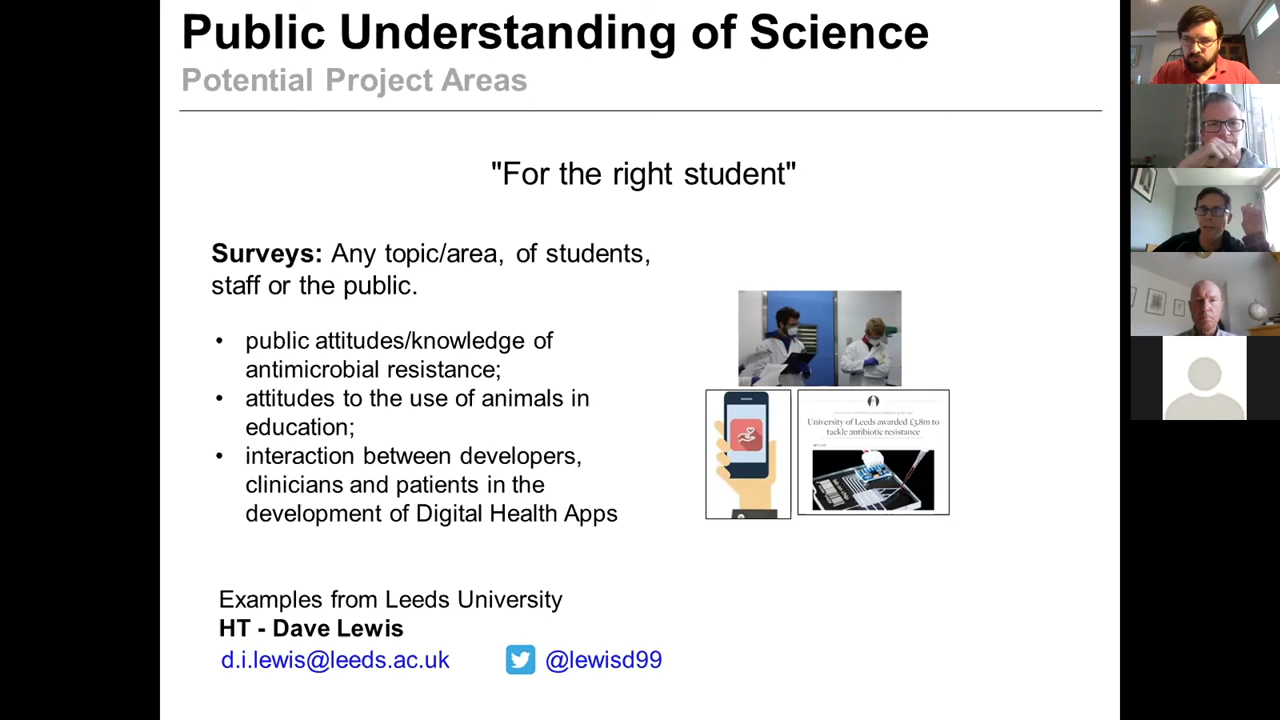 Public Understanding of Science
Potential Project Areas
"For the right student"
Surveys: Any topic/area, of students,
staff or the public.
• public attitudes/knowledge of
antimicrobial resistance;
• attitudes to the use of animals in
education;
• interaction between developers,
clinicians and patients in the
development of Digital Health Apps
University of Leeds awarded £3.8m to
tackle antibiotic resistance
Examples from Leeds University
HT - Dave Lewis
d.i.lewis@leeds.ac.uk @lewisd99